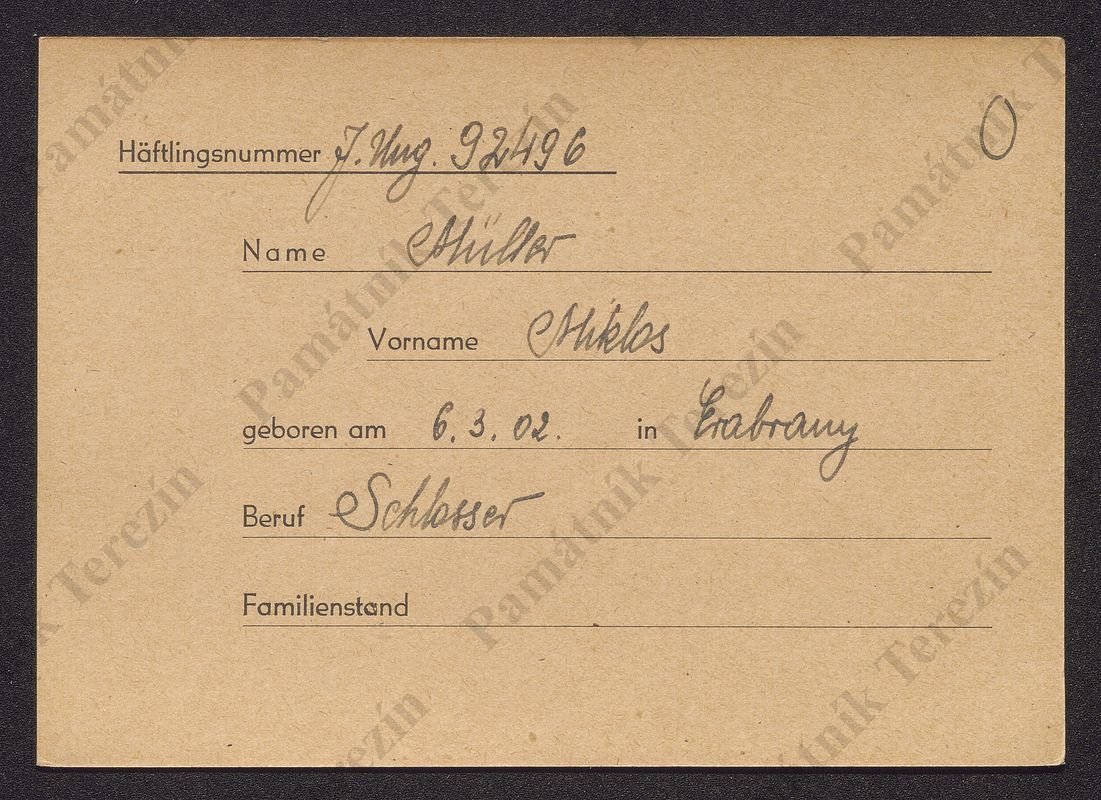 Häftlingsnummer J. Ung. 92496
Name Müller
Vorname Miklos
geboren am 6. 3. 02. in Erabrany
Beruf Schlosser
Familienstand
Památník Terezín